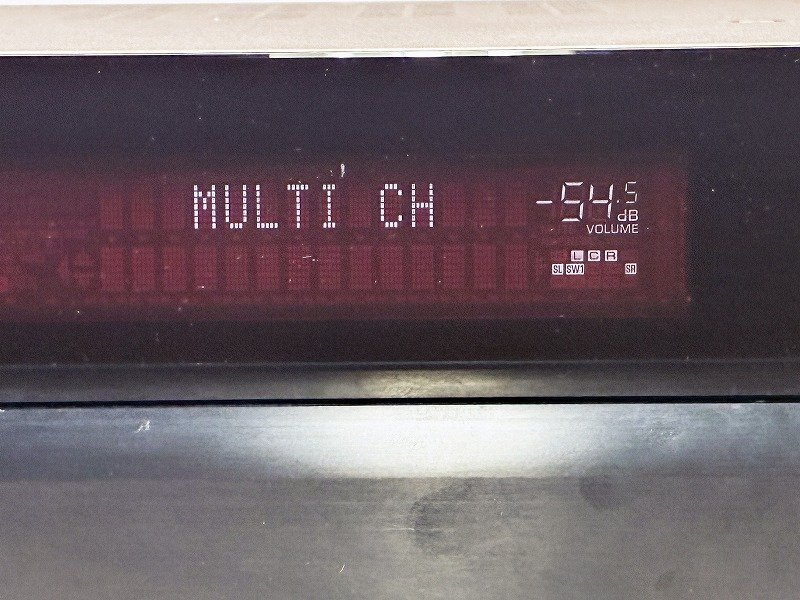 MULTI CH
-54.5
dB
VOLUME
L C R
SL SW1 SR